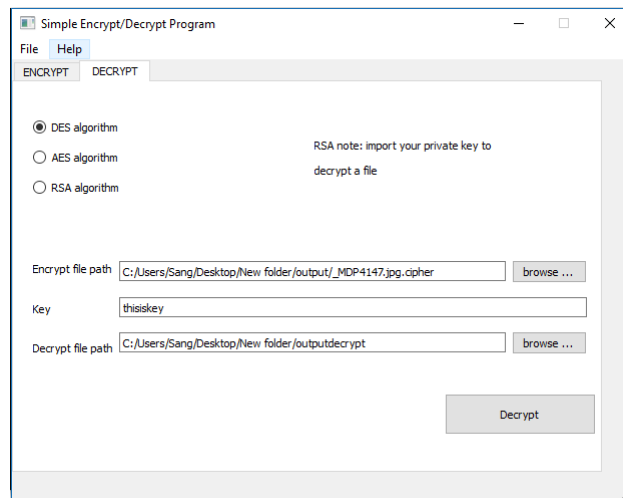 Simple Encrypt/Decrypt Program
File Help
ENCRYPT DECRYPT
DES algorithm
AES algorithm
RSA algorithm
RSA note: import your private key to
decrypt a file
Encrypt file path C:/Users/Sang/Desktop/New folder/output/_MDP4147.jpg.cipher browse ...
Key thisiskey
Decrypt file path C:/Users/Sang/Desktop/New folder/outputdecrypt browse ...
Decrypt